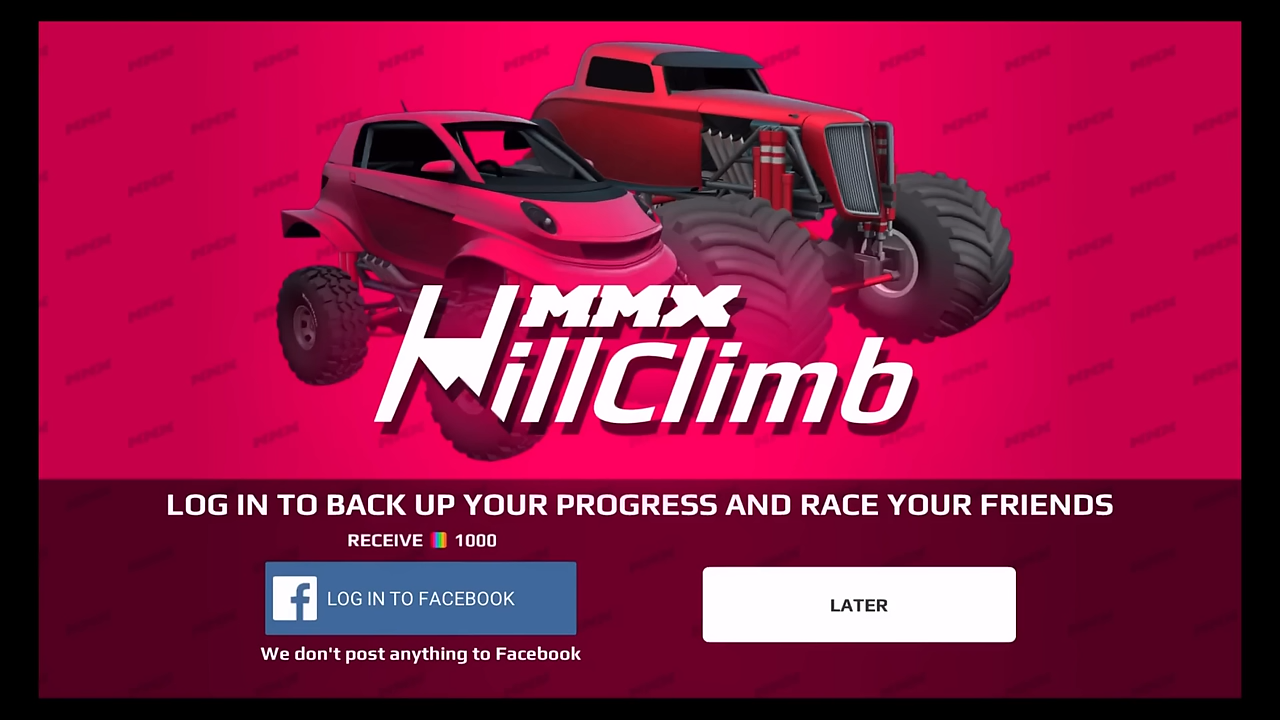 MMX
HillClimb
LOG IN TO BACK UP YOUR PROGRESS AND RACE YOUR FRIENDS
RECEIVE 1000
LOG IN TO FACEBOOK
LATER
We don't post anything to Facebook